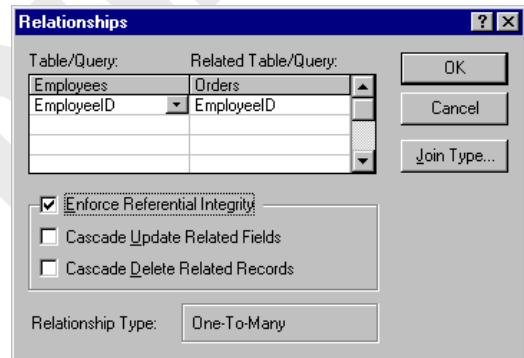 Relationships
Table/Query: Related Table/Query:
Employees Orders
EmployeeID EmployeeID
OK
Cancel
Join Type...
Enforce Referential Integrity
Cascade Update Related Fields
Cascade Delete Related Records
Relationship Type: One-To-Many